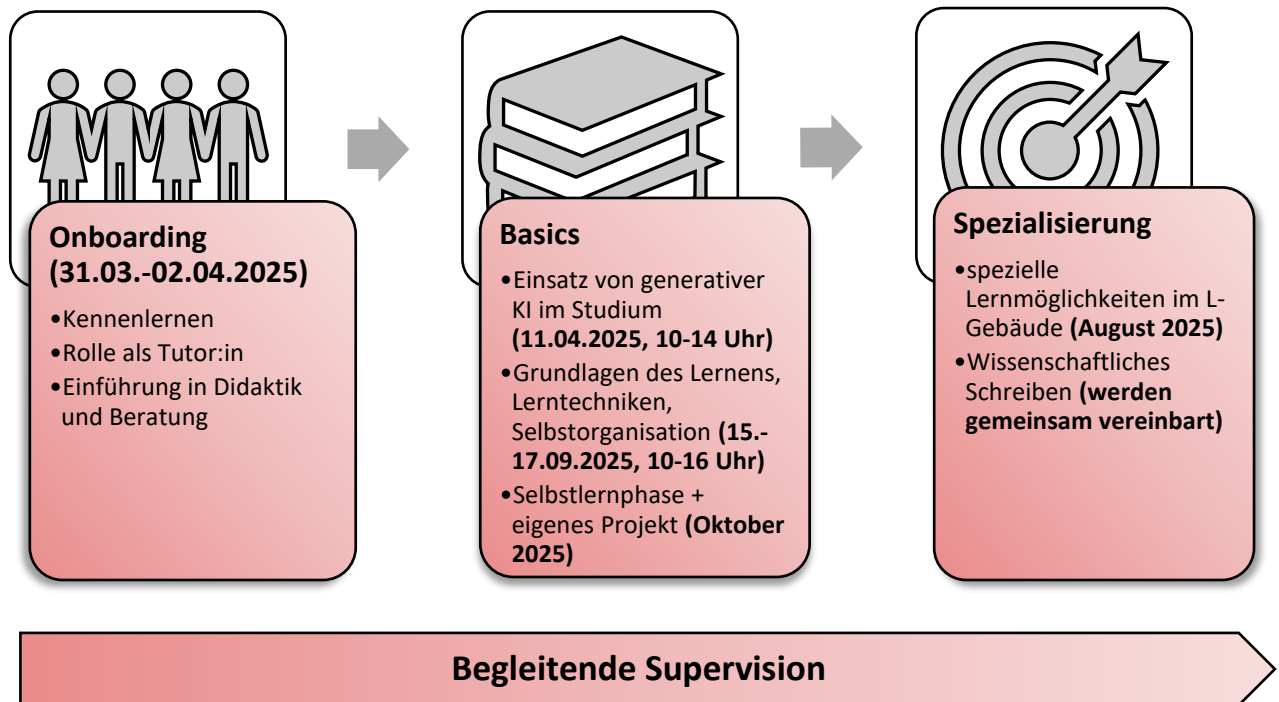 Onboarding
(31.03.-02.04.2025)
•Kennenlernen
•Rolle als Tutor:in
•Einführung in Didaktik
und Beratung
Basics
•Einsatz von generativer
KI im Studium
(11.04.2025, 10-14 Uhr)
•Grundlagen des Lernens,
Lerntechniken,
Selbstorganisation (15.-
17.09.2025, 10-16 Uhr)
•Selbstlernphase +
eigenes Projekt (Oktober
2025)
Spezialisierung
•spezielle
Lernmöglichkeiten im L-
Gebäude (August 2025)
•Wissenschaftliches
Schreiben (werden
gemeinsam vereinbart)
Begleitende Supervision